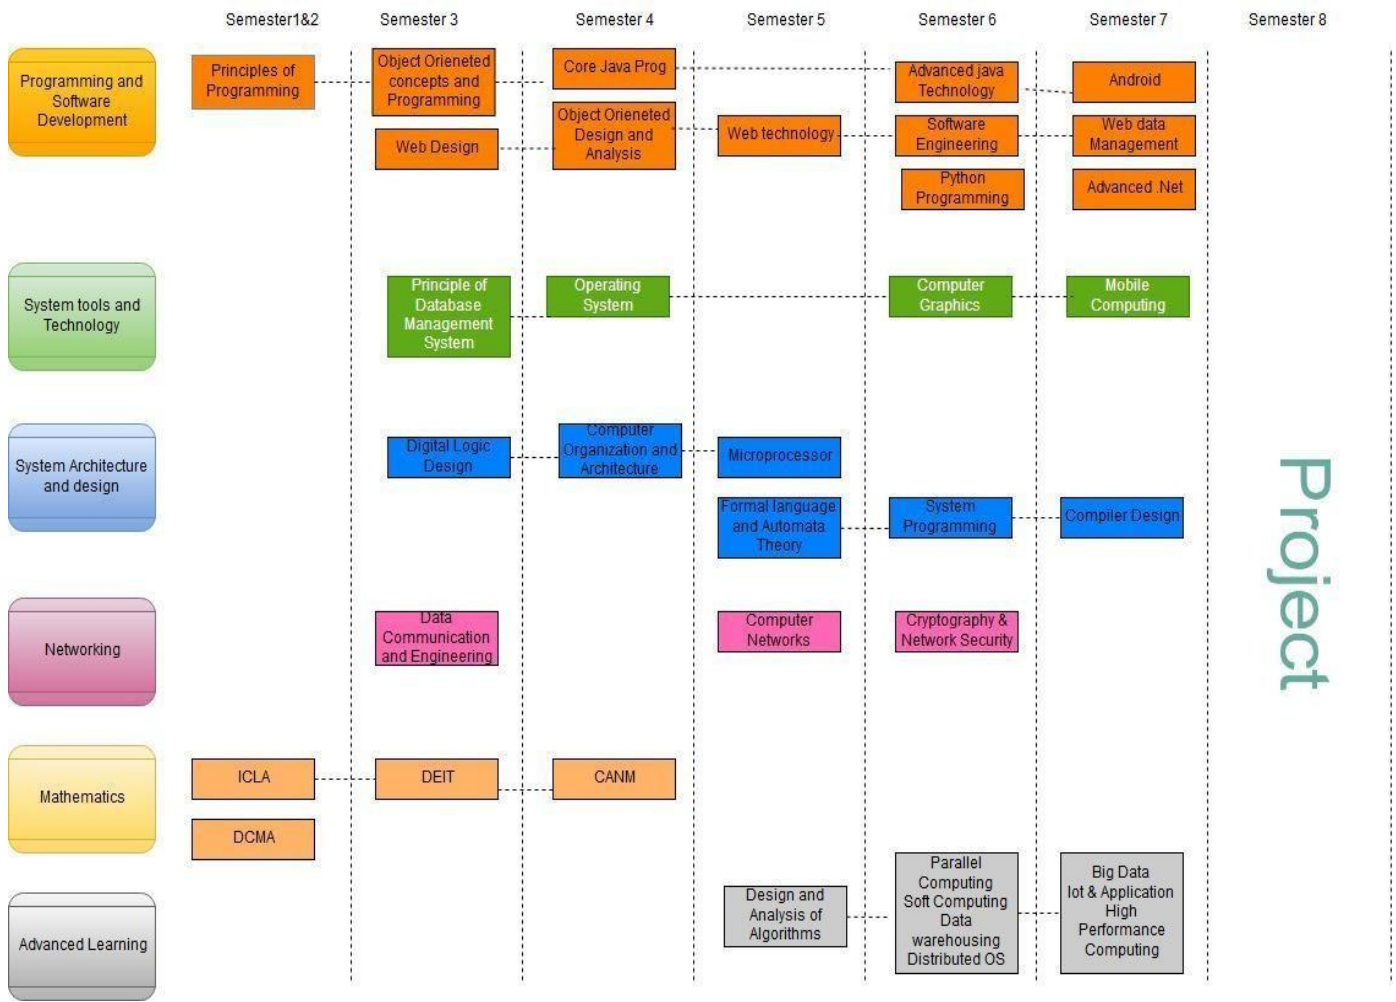 Semester1&2
Semester 3
Semester 4
Semester 5
Semester 6
Semester 7
Semester 8
Programming and
Software
Development
Principles of
Programming
Object Orieneted
concepts and
Programming
Core Java Prog
Advanced java
Technology
Android
Web Design
Object Orieneted
Design and
Analysis
Web technology
Software
Engineering
Web data
Management
Python
Programming
Advanced .Net
System tools and
Technology
Principle of
Database
Management
System
Operating
System
Computer
Graphics
Mobile
Computing
System Architecture
and design
Digital Logic
Design
Computer
Organization and
Architecture
Microprocessor
Formal language
and Automata
Theory
System
Programming
Compiler Design
Networking
Data
Communication
and Engineering
Computer
Networks
Cryptography &
Network Security
Mathematics
ICLA
DEIT
CANM
DCMA
Advanced Learning
Design and
Analysis of
Algorithms
Parallel
Computing
Soft Computing
Data
warehousing
Distributed OS
Big Data
Iot & Application
High
Performance
Computing
Project